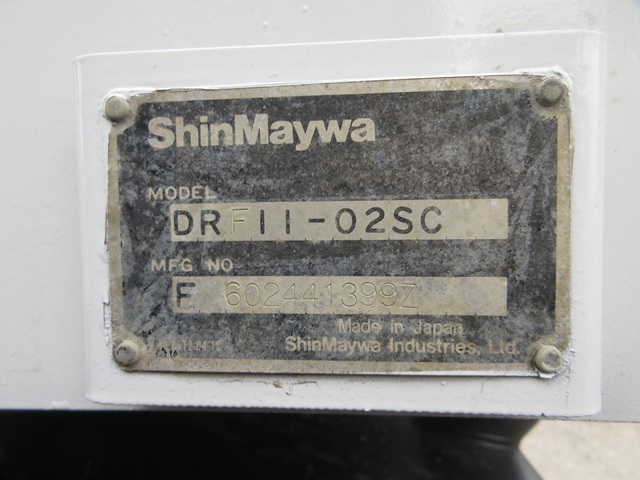 ShinMaywa
MODEL
DRF11-02SC
MFG NO
F 602441399Z
Made in Japan
ShinMaywa Industries, Ltd.